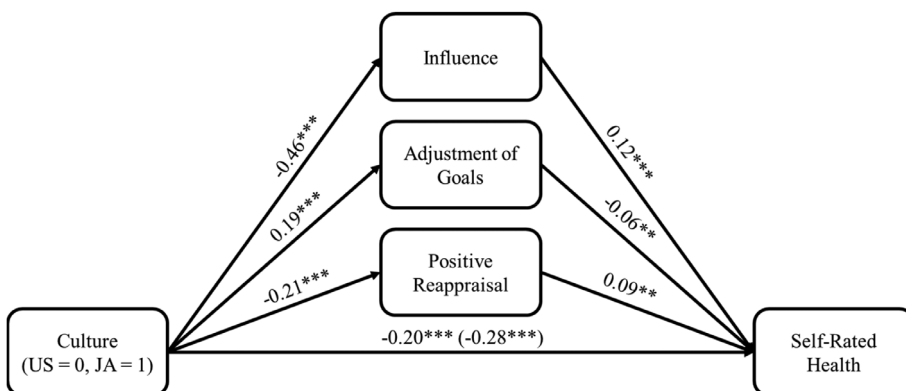 Influence
-0.46***
0.12***
Adjustment of
Goals
0.19***
-0.06**
Positive
Reappraisal
-0.21***
0.09**
-0.20*** (-0.28***)
Culture
(US = 0, JA = 1)
Self-Rated
Health